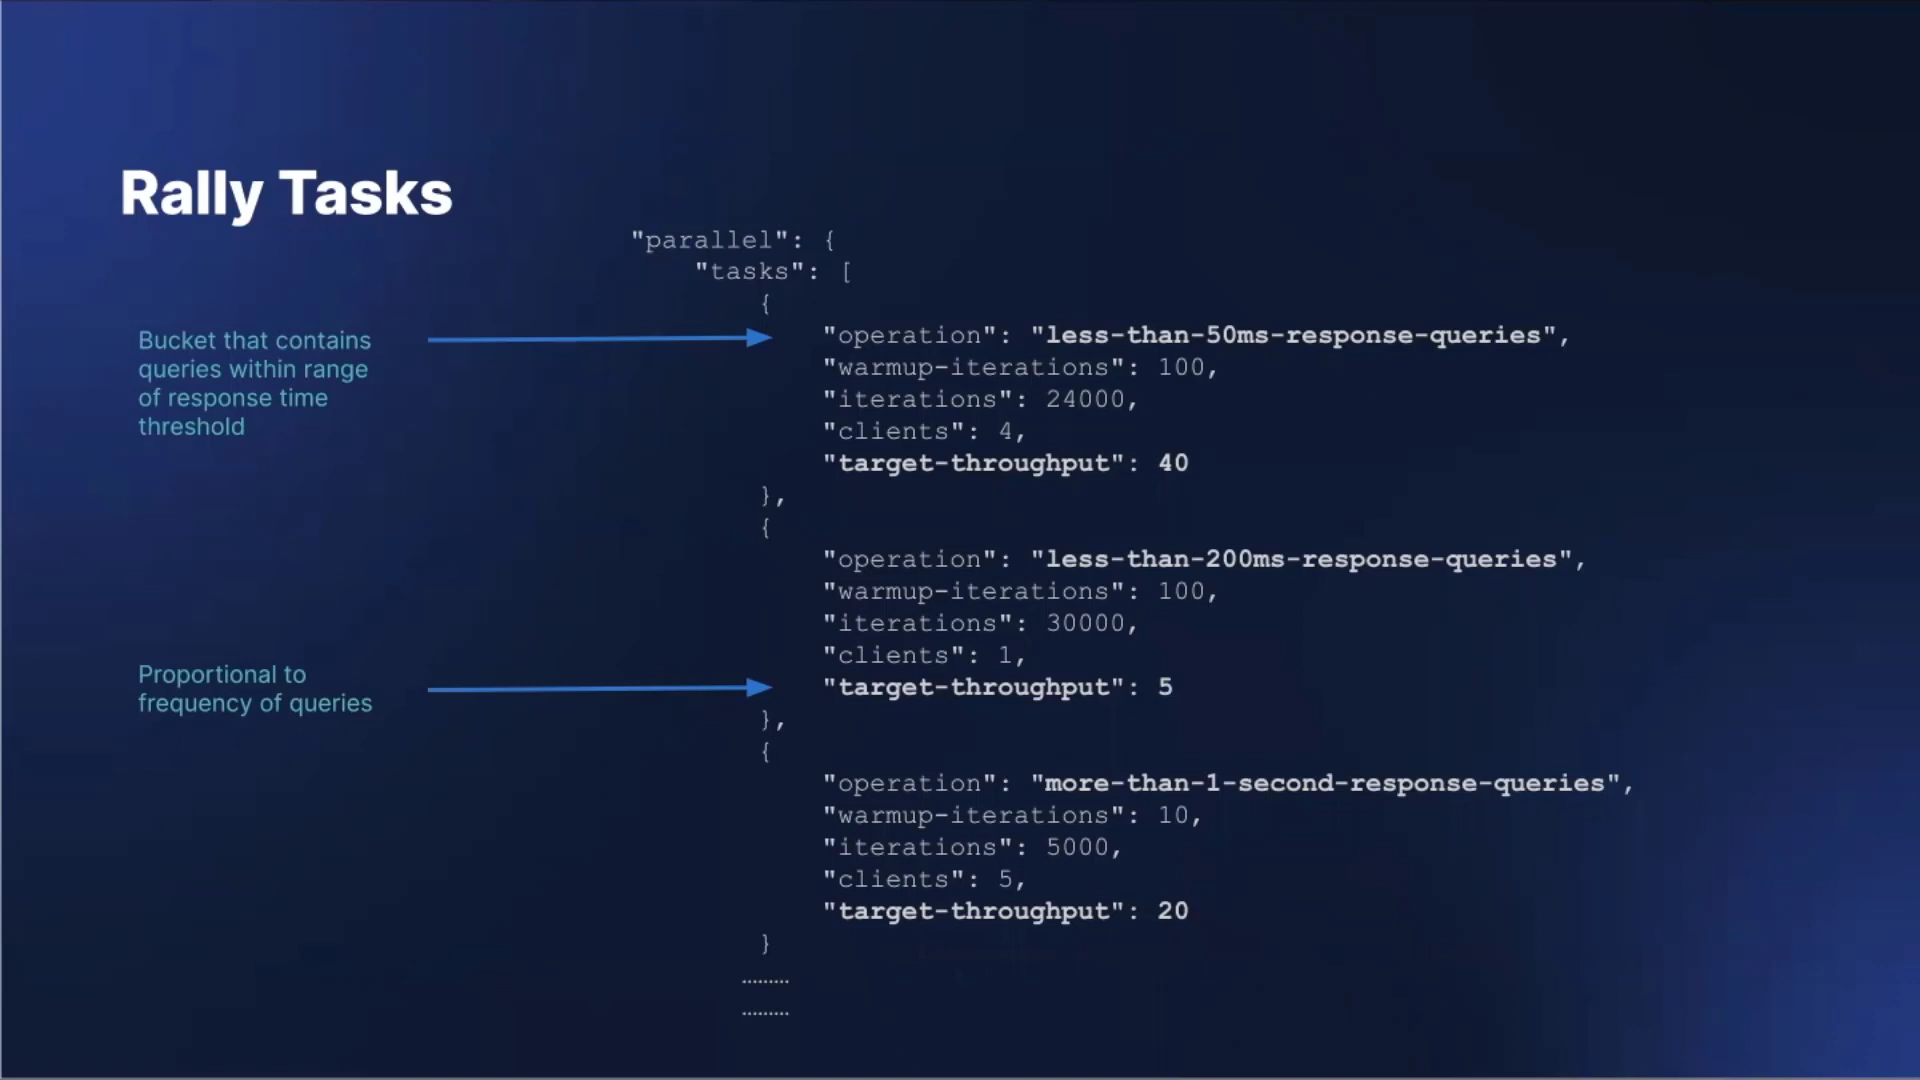 Rally Tasks
"parallel": {
"tasks": [
{
Bucket that contains
queries within range
of response time
threshold
"operation": "less-than-50ms-response-queries",
"warmup-iterations": 100,
"iterations": 24000,
"clients": 4,
"target-throughput": 40
},
{
"operation": "less-than-200ms-response-queries",
"warmup-iterations": 100,
"iterations": 30000,
"clients": 1,
"target-throughput": 5
Proportional to
frequency of queries
},
{
"operation": "more-than-1-second-response-queries",
"warmup-iterations": 10,
"iterations": 5000,
"clients": 5,
"target-throughput": 20
}
.........
.........